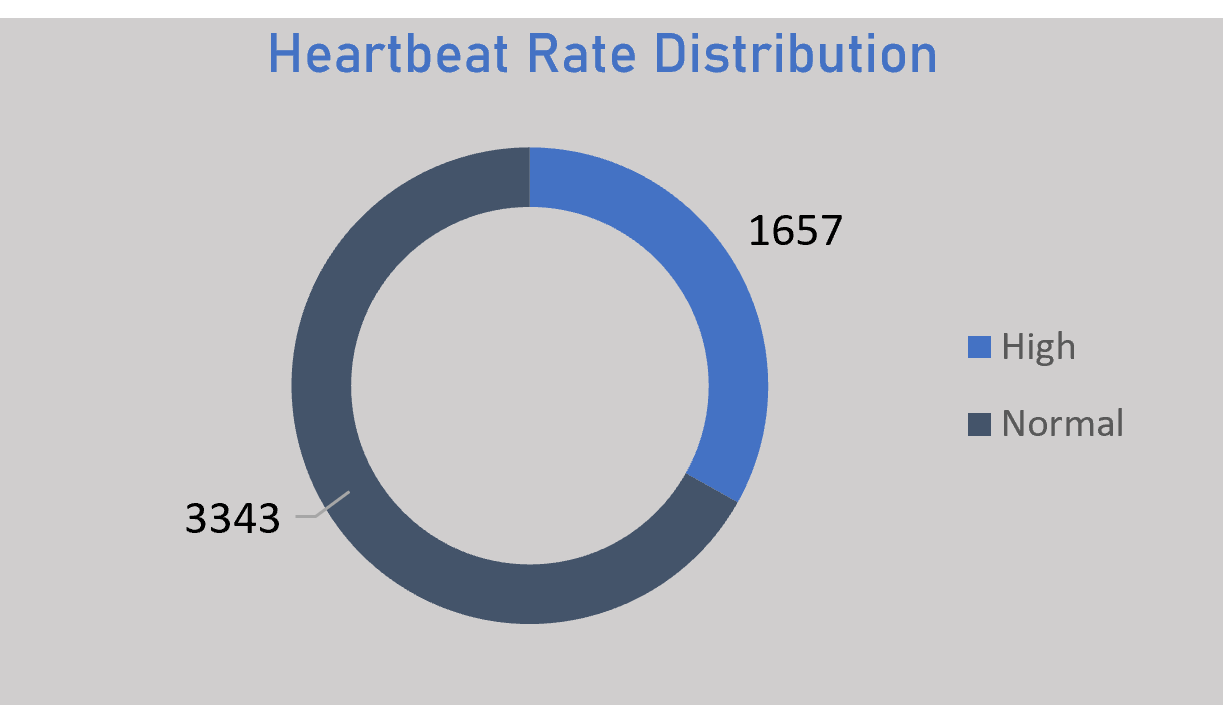 Heartbeat Rate Distribution
1657
High
Normal
3343